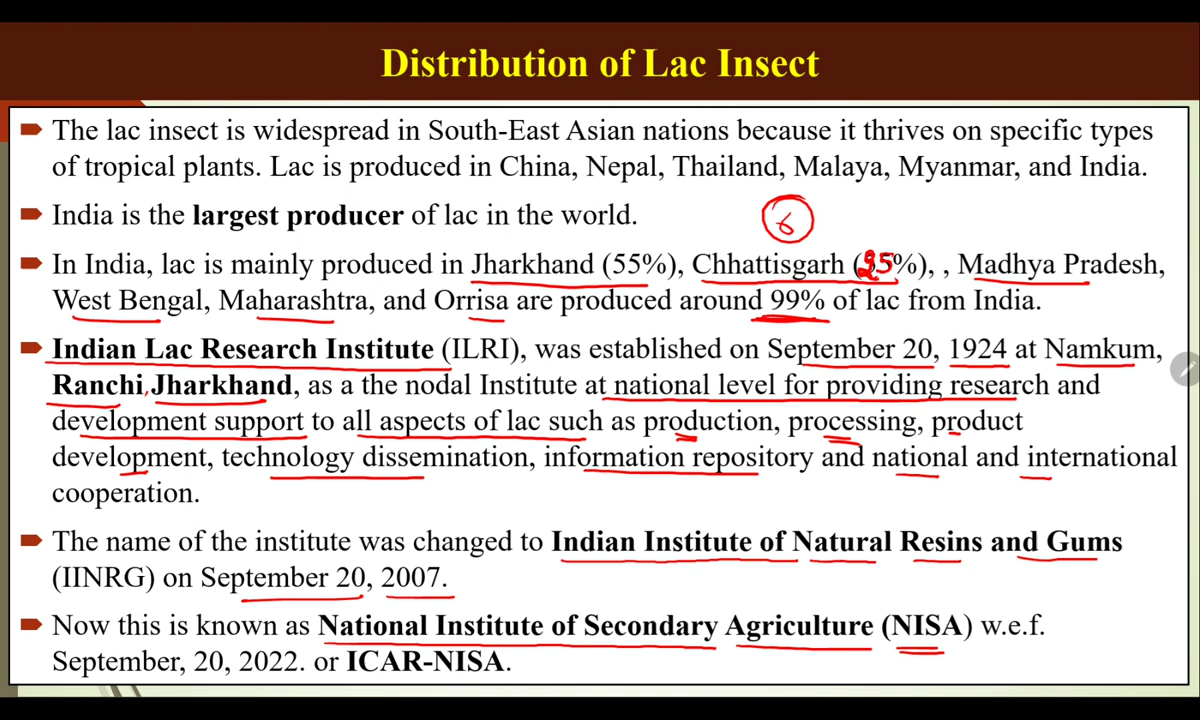 Distribution of Lac Insect
The lac insect is widespread in South-East Asian nations because it thrives on specific types
of tropical plants. Lac is produced in China, Nepal, Thailand, Malaya, Myanmar, and India.
India is the largest producer of lac in the world.
6
In India, lac is mainly produced in Jharkhand (55%), Chhattisgarh (25%), , Madhya Pradesh,
West Bengal, Maharashtra, and Orrisa are produced around 99% of lac from India.
Indian Lac Research Institute (ILRI), was established on September 20, 1924 at Namkum,
Ranchi, Jharkhand, as a the nodal Institute at national level for providing research and
development support to all aspects of lac such as production, processing, product
development, technology dissemination, information repository and national and international
cooperation.
The name of the institute was changed to Indian Institute of Natural Resins and Gums
(IINRG) on September 20, 2007.
Now this is known as National Institute of Secondary Agriculture (NISA) w.e.f.
September, 20, 2022. or ICAR-NISA.